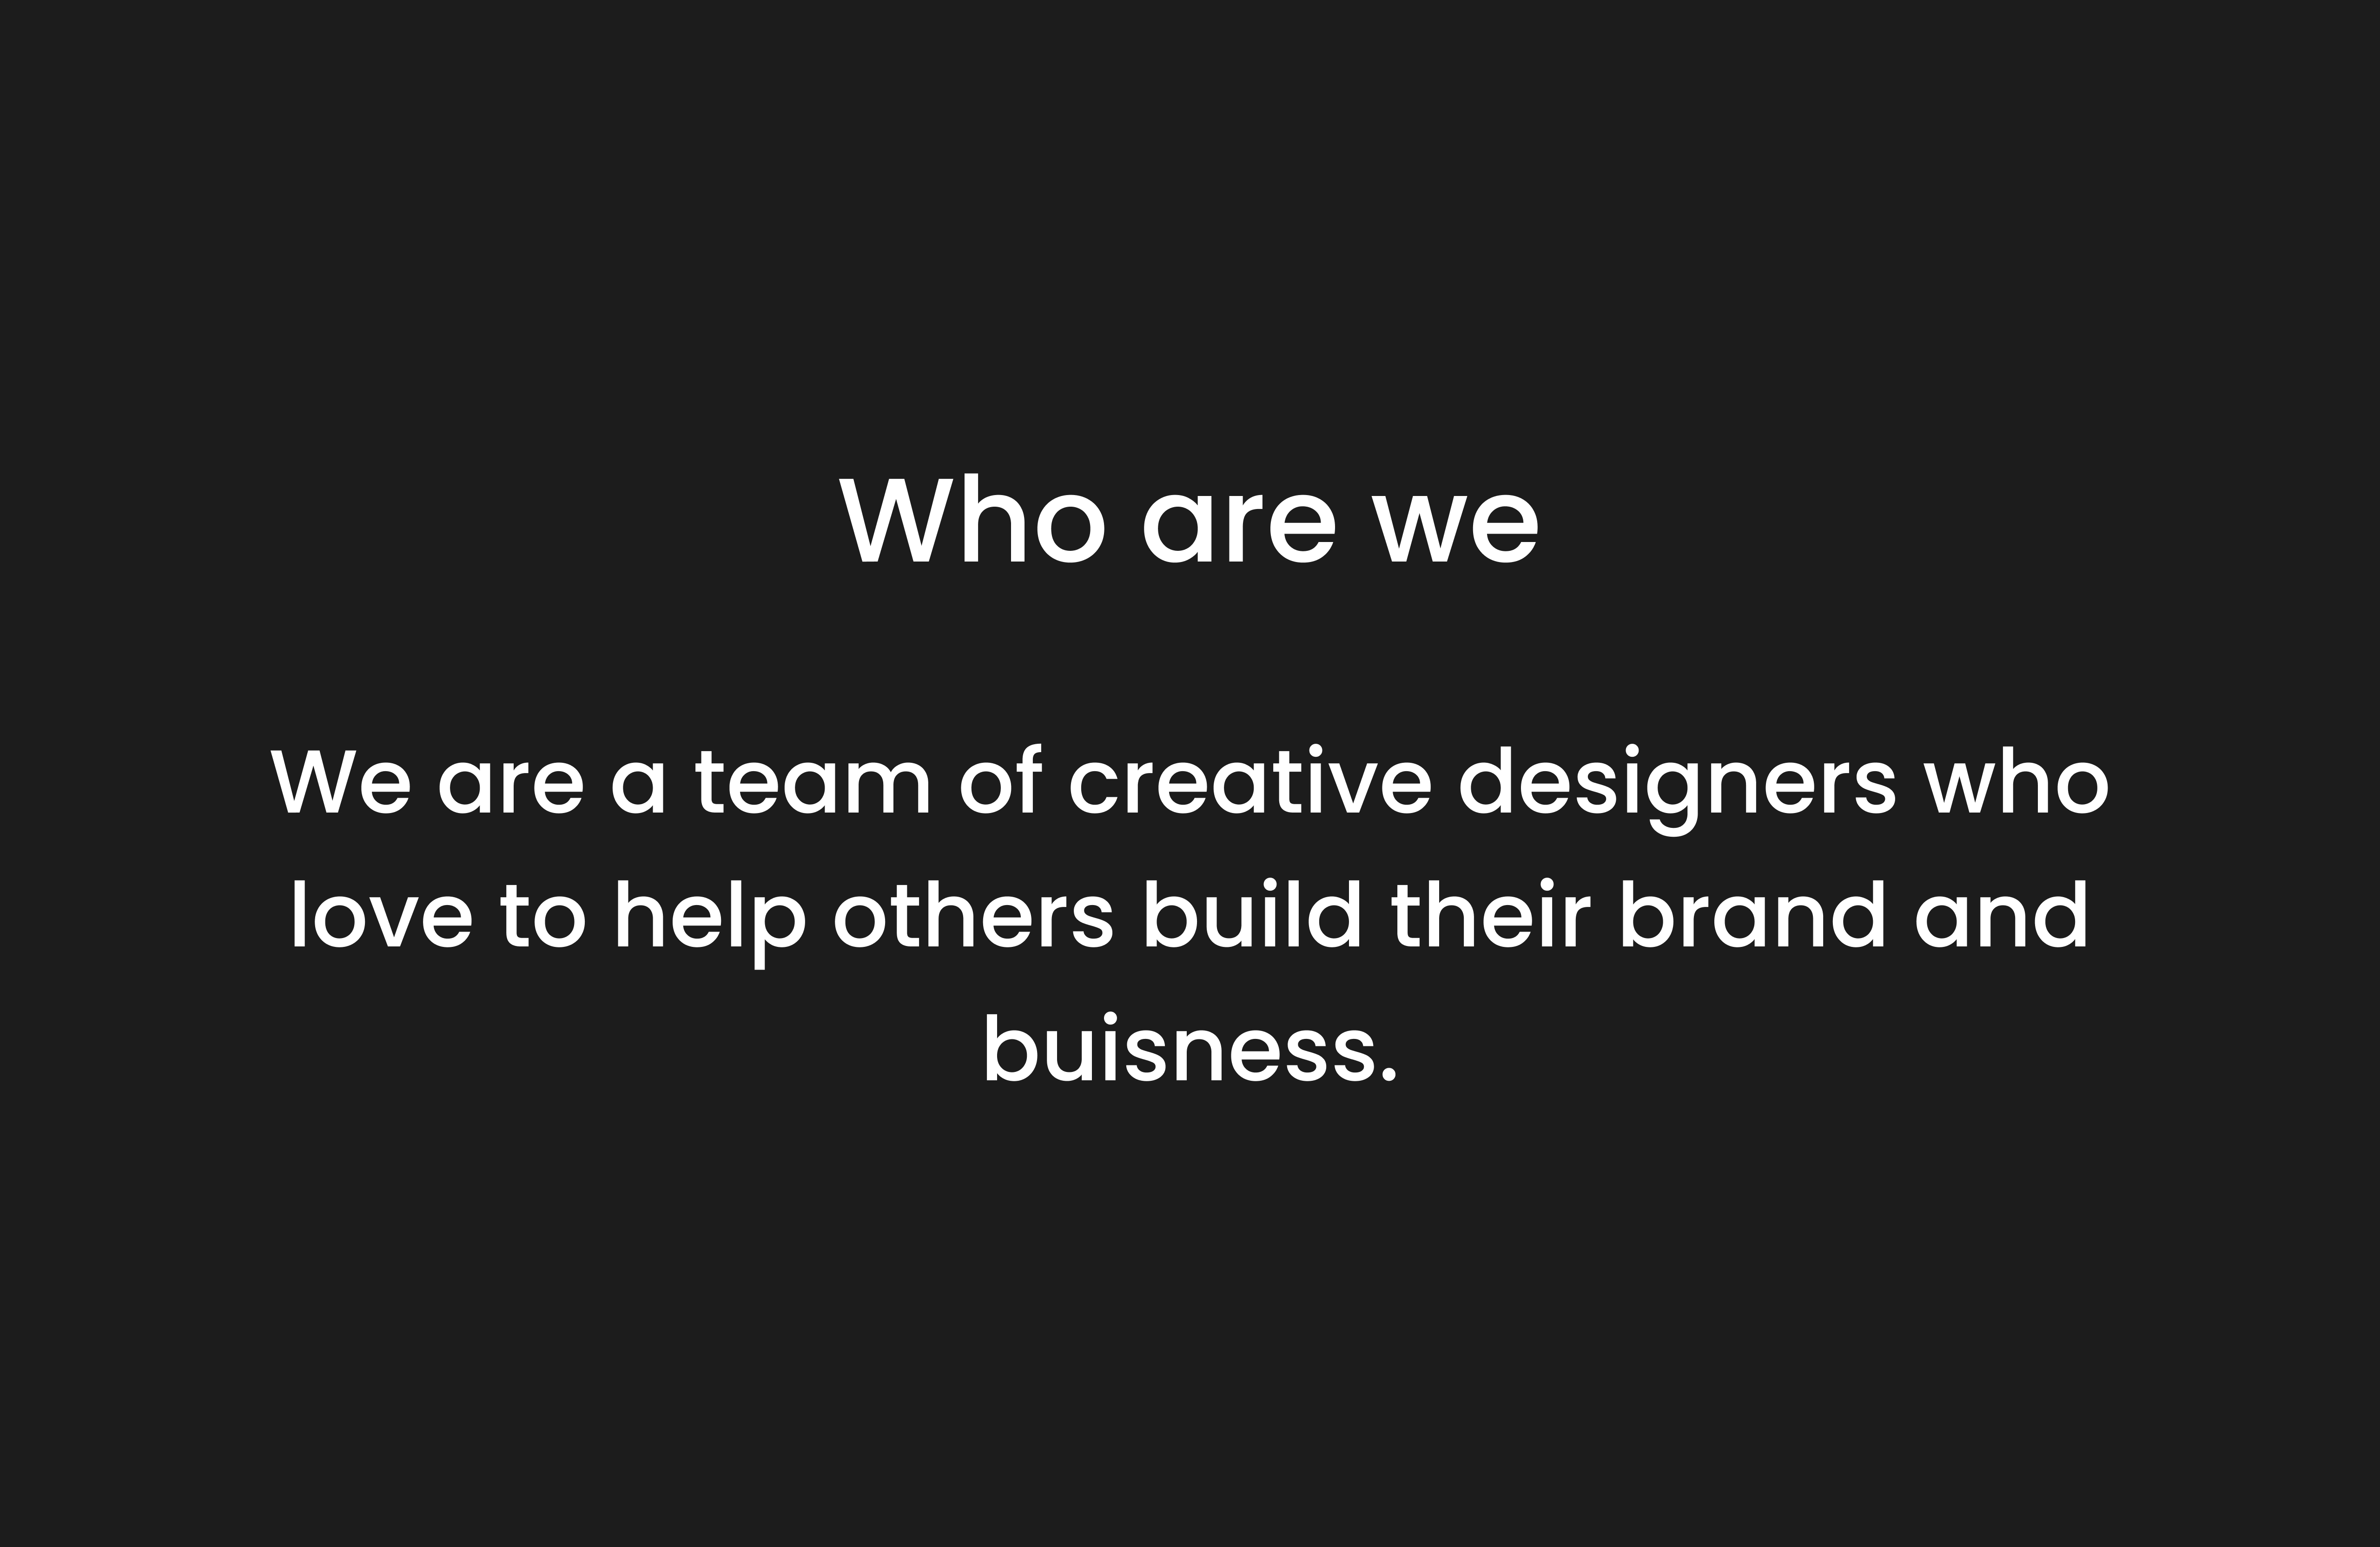 Who are we
We are a team of creative designers who
love to help others build their brand and
buisness.